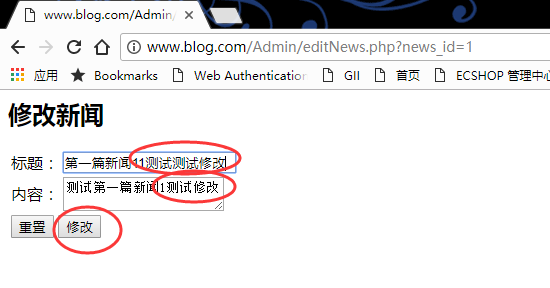 www.blog.com/Admin/
www.blog.com/Admin/editNews.php?news_id=1
应用 Bookmarks Web Authentication GII 首页 ECSHOP 管理中心
修改新闻
标题： 第一篇新闻11测试测试修改
内容： 测试第一篇新闻1测试修改
重置 修改